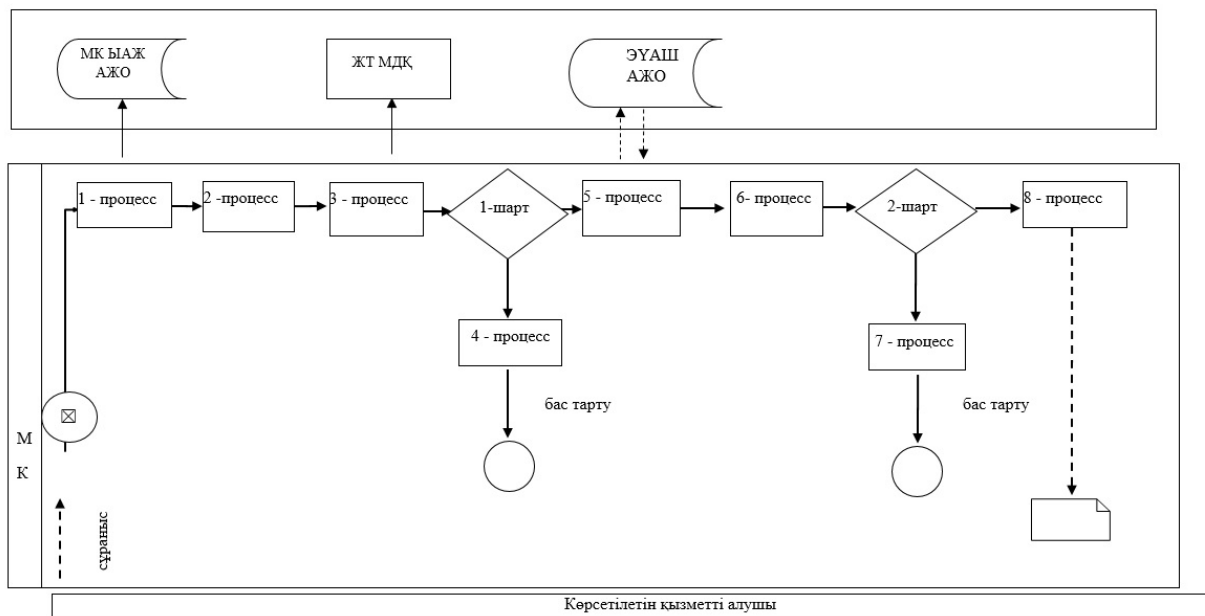 МК ЫАЖ
АЖО
ЖТ МДҚ
ЭҮАШ
АЖО
1 - процесс
2 -процесс
3 - процесс
1-шарт
5 - процесс
6- процесс
2-шарт
8 - процесс
4 - процесс
7 - процесс
бас тарту
бас тарту
М
К
сұраныс
Көрсетілетін қызметті алушы